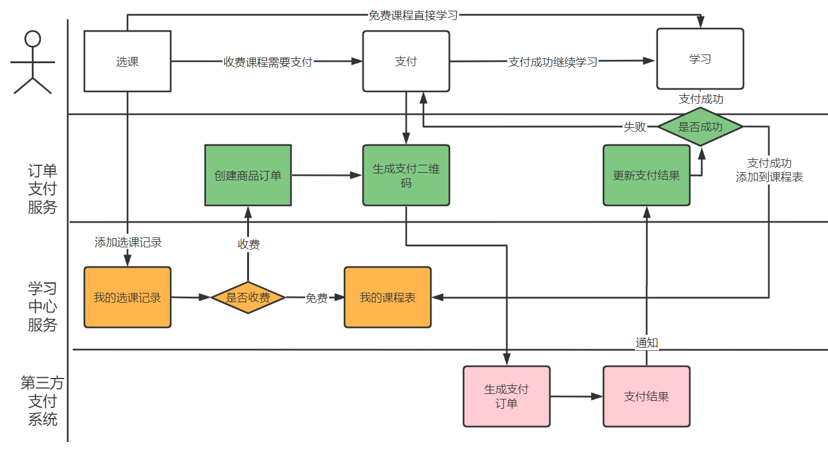 免费课程直接学习
选课
收费课程需要支付
支付
支付成功继续学习
学习
支付成功
失败
是否成功
订单
支付
服务
创建商品订单
生成支付二维
码
更新支付结果
支付成功
添加到课程表
添加选课记录
收费
学习
中心
服务
我的选课记录
是否收费
免费
我的课程表
通知
第三方
支付
系统
生成支付
订单
支付结果